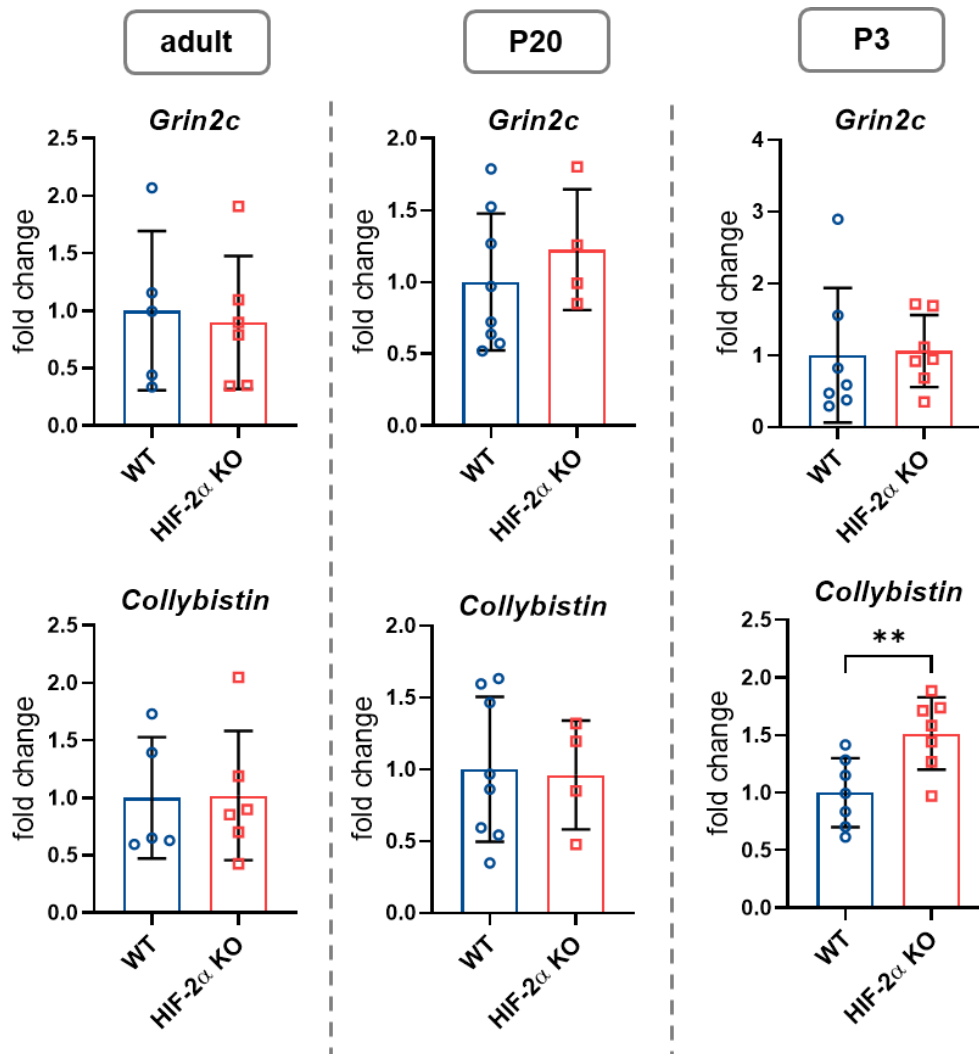 adult
P20
P3
Grin2c
fold change
2.5
2.0
1.5
1.0
0.5
0.0
WT
HIF-2α KO
Grin2c
fold change
2.0
1.5
1.0
0.5
0.0
WT
HIF-2α KO
Grin2c
fold change
4
3
2
1
0
WT
HIF-2α KO
Collybistin
fold change
2.5
2.0
1.5
1.0
0.5
0.0
WT
HIF-2α KO
Collybistin
fold change
2.0
1.5
1.0
0.5
0.0
WT
HIF-2α KO
Collybistin
fold change
2.5
2.0
1.5
1.0
0.5
0.0
**
WT
HIF-2α KO